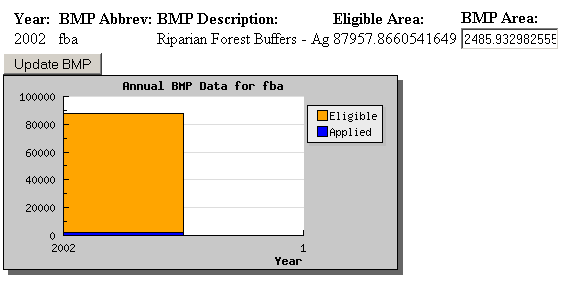 Year: BMP Abbrev: BMP Description: Eligible Area: BMP Area:
2002 fba Riparian Forest Buffers - Ag 87957.8660541649 2485.932982555
Update BMP
Annual BMP Data for fba
100000
80000
60000
40000
20000
0
Eligible
Applied
2002 1
Year